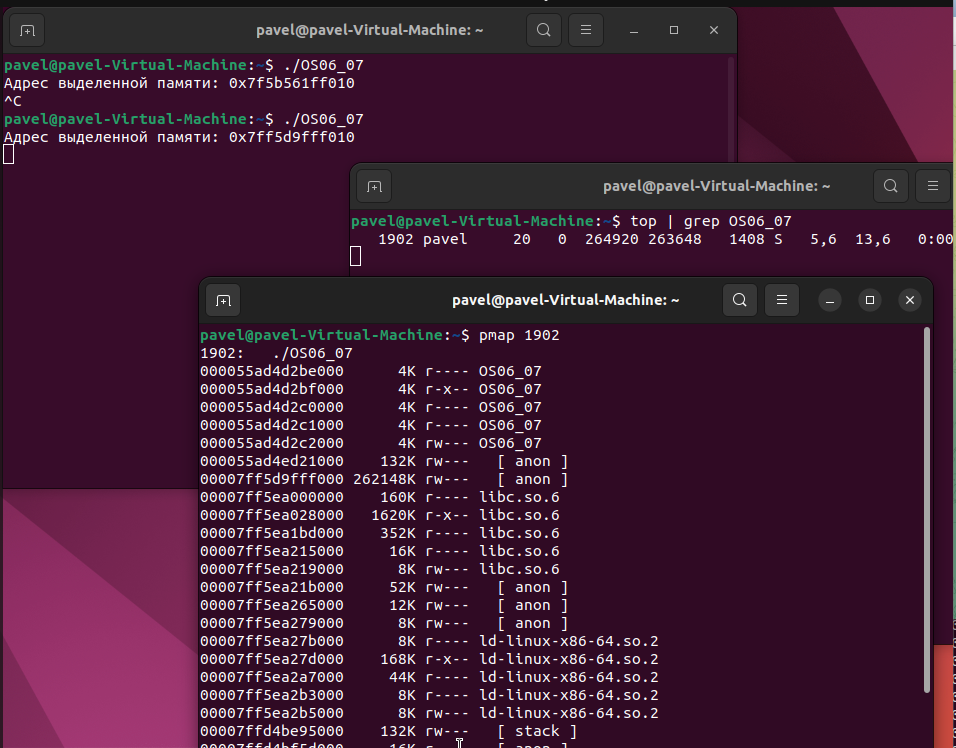 pavel@pavel-Virtual-Machine: ~
pavel@pavel-Virtual-Machine:~$ ./OS06_07
Адрес выделенной памяти: 0x7f5b561ff010
^C
pavel@pavel-Virtual-Machine:~$ ./OS06_07
Адрес выделенной памяти: 0x7ff5d9fff010
pavel@pavel-Virtual-Machine: ~
pavel@pavel-Virtual-Machine:~$ top | grep OS06_07
1902 pavel 20 0 264920 263648 1408 S 5,6 13,6 0:00
pavel@pavel-Virtual-Machine: ~
pavel@pavel-Virtual-Machine:~$ pmap 1902
1902: ./OS06_07
000055ad4d2be000 4K r---- OS06_07
000055ad4d2bf000 4K r-x-- OS06_07
000055ad4d2c0000 4K r---- OS06_07
000055ad4d2c1000 4K r---- OS06_07
000055ad4d2c2000 4K rw--- OS06_07
000055ad4ed21000 132K rw--- [ anon ]
00007ff5d9fff000 262148K rw--- [ anon ]
00007ff5ea000000 160K r---- libc.so.6
00007ff5ea028000 1620K r-x-- libc.so.6
00007ff5ea1bd000 352K r---- libc.so.6
00007ff5ea215000 16K r---- libc.so.6
00007ff5ea219000 8K rw--- libc.so.6
00007ff5ea21b000 52K rw--- [ anon ]
00007ff5ea265000 12K rw--- [ anon ]
00007ff5ea279000 8K rw--- [ anon ]
00007ff5ea27b000 8K r---- ld-linux-x86-64.so.2
00007ff5ea27d000 168K r-x-- ld-linux-x86-64.so.2
00007ff5ea2a7000 44K r---- ld-linux-x86-64.so.2
00007ff5ea2b3000 8K r---- ld-linux-x86-64.so.2
00007ff5ea2b5000 8K rw--- ld-linux-x86-64.so.2
00007ffd4be95000 132K rw--- [ stack ]